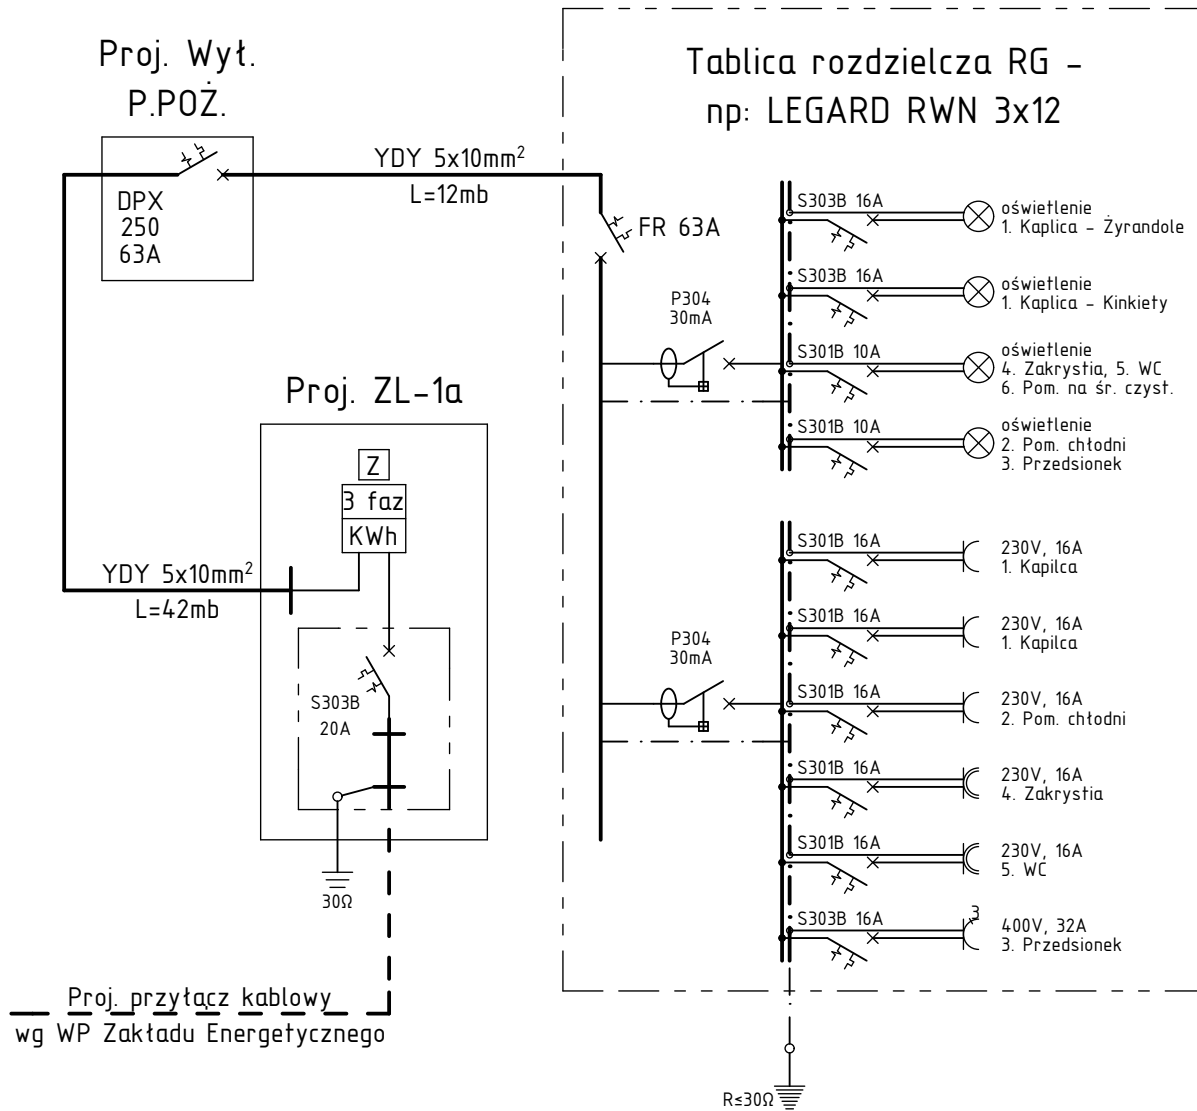 Proj. Wył.
P.POŻ.
DPX
250
63A
YDY 5x10mm²
L=12mb
Tablica rozdzielcza RG –
np: LEGARD RWN 3x12
FR 63A
P304
30mA
S303B 16A
oświetlenie
1. Kaplica – Żyrandole
S303B 16A
oświetlenie
1. Kaplica – Kinkiety
S301B 10A
oświetlenie
4. Zakrystia, 5. WC
6. Pom. na śr. czyst.
S301B 10A
oświetlenie
2. Pom. chłodni
3. Przedsionek
Proj. ZL-1a
Z
3 faz
KWh
YDY 5x10mm²
L=42mb
S303B
20A
30Ω
P304
30mA
S301B 16A
230V, 16A
1. Kapilca
S301B 16A
230V, 16A
1. Kapilca
S301B 16A
230V, 16A
2. Pom. chłodni
S301B 16A
230V, 16A
4. Zakrystia
S301B 16A
230V, 16A
5. WC
S303B 16A
3
400V, 32A
3. Przedsionek
Proj. przyłącz kablowy
wg WP Zakładu Energetycznego
R≤30Ω